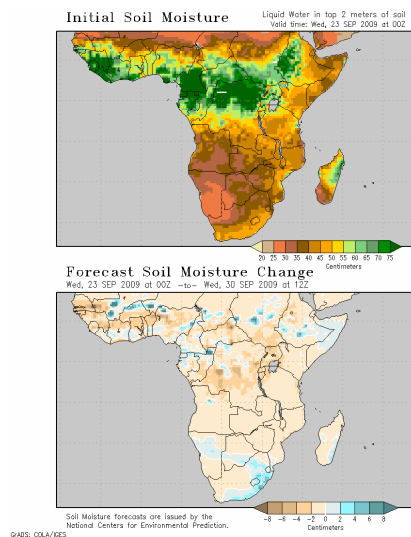 Initial Soil Moisture
Liquid Water in top 2 meters of soil
Valid time: Wed, 23 SEP 2009 at 00Z
20 25 30 35 40 45 50 55 60 65 70 75
Centimeters
Forecast Soil Moisture Change
Wed, 23 SEP 2009 at 00Z -to- Wed, 30 SEP 2009 at 12Z
-8 -6 -4 -2 0 2 4 6 8
Centimeters
Soil Moisture forecasts are issued by the
National Centers for Environmental Prediction.
GrADS: COLA/IGES